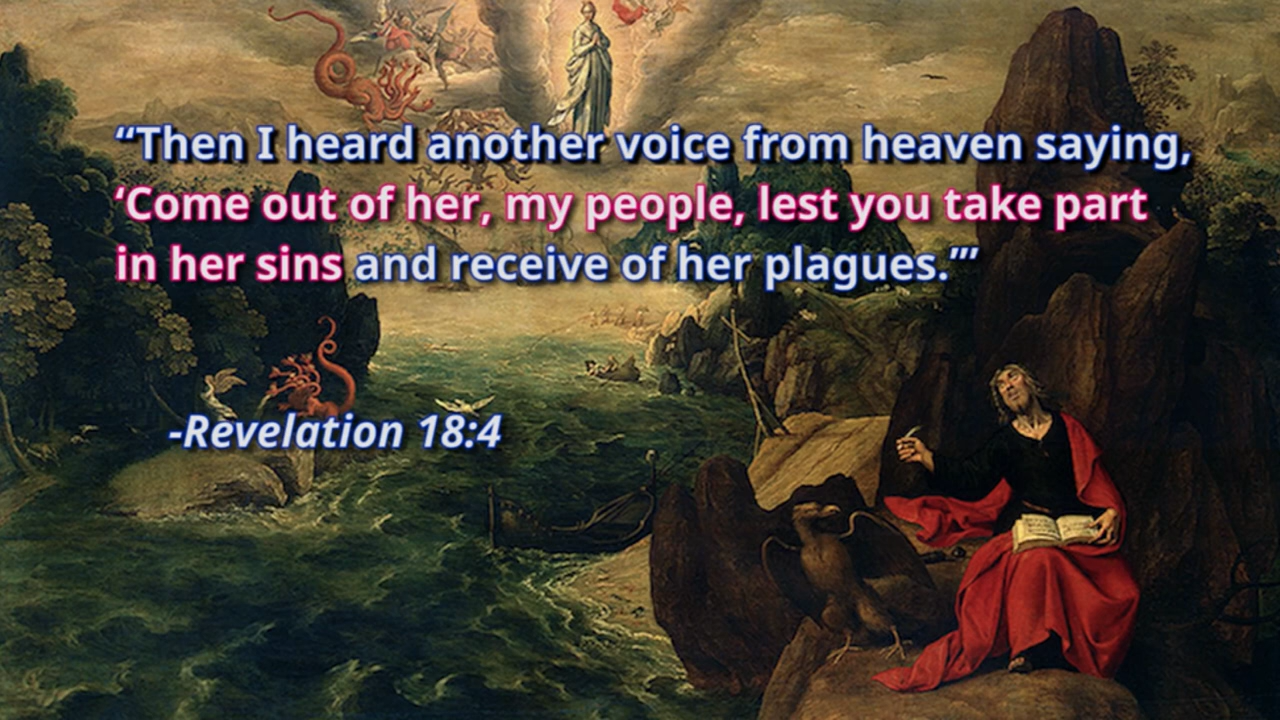 “Then I heard another voice from heaven saying,
‘Come out of her, my people, lest you take part
in her sins and receive of her plagues.’”
-Revelation 18:4